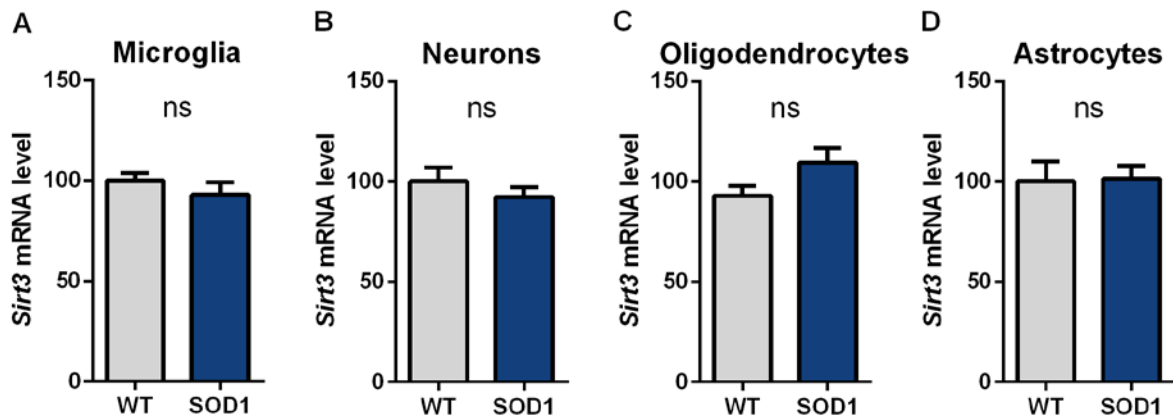 A
Microglia
150
100
50
0
Sirt3 mRNA level
ns
WT SOD1
B
Neurons
150
100
50
0
Sirt3 mRNA level
ns
WT SOD1
C
Oligodendrocytes
150
100
50
0
Sirt3 mRNA level
ns
WT SOD1
D
Astrocytes
150
100
50
0
Sirt3 mRNA level
ns
WT SOD1